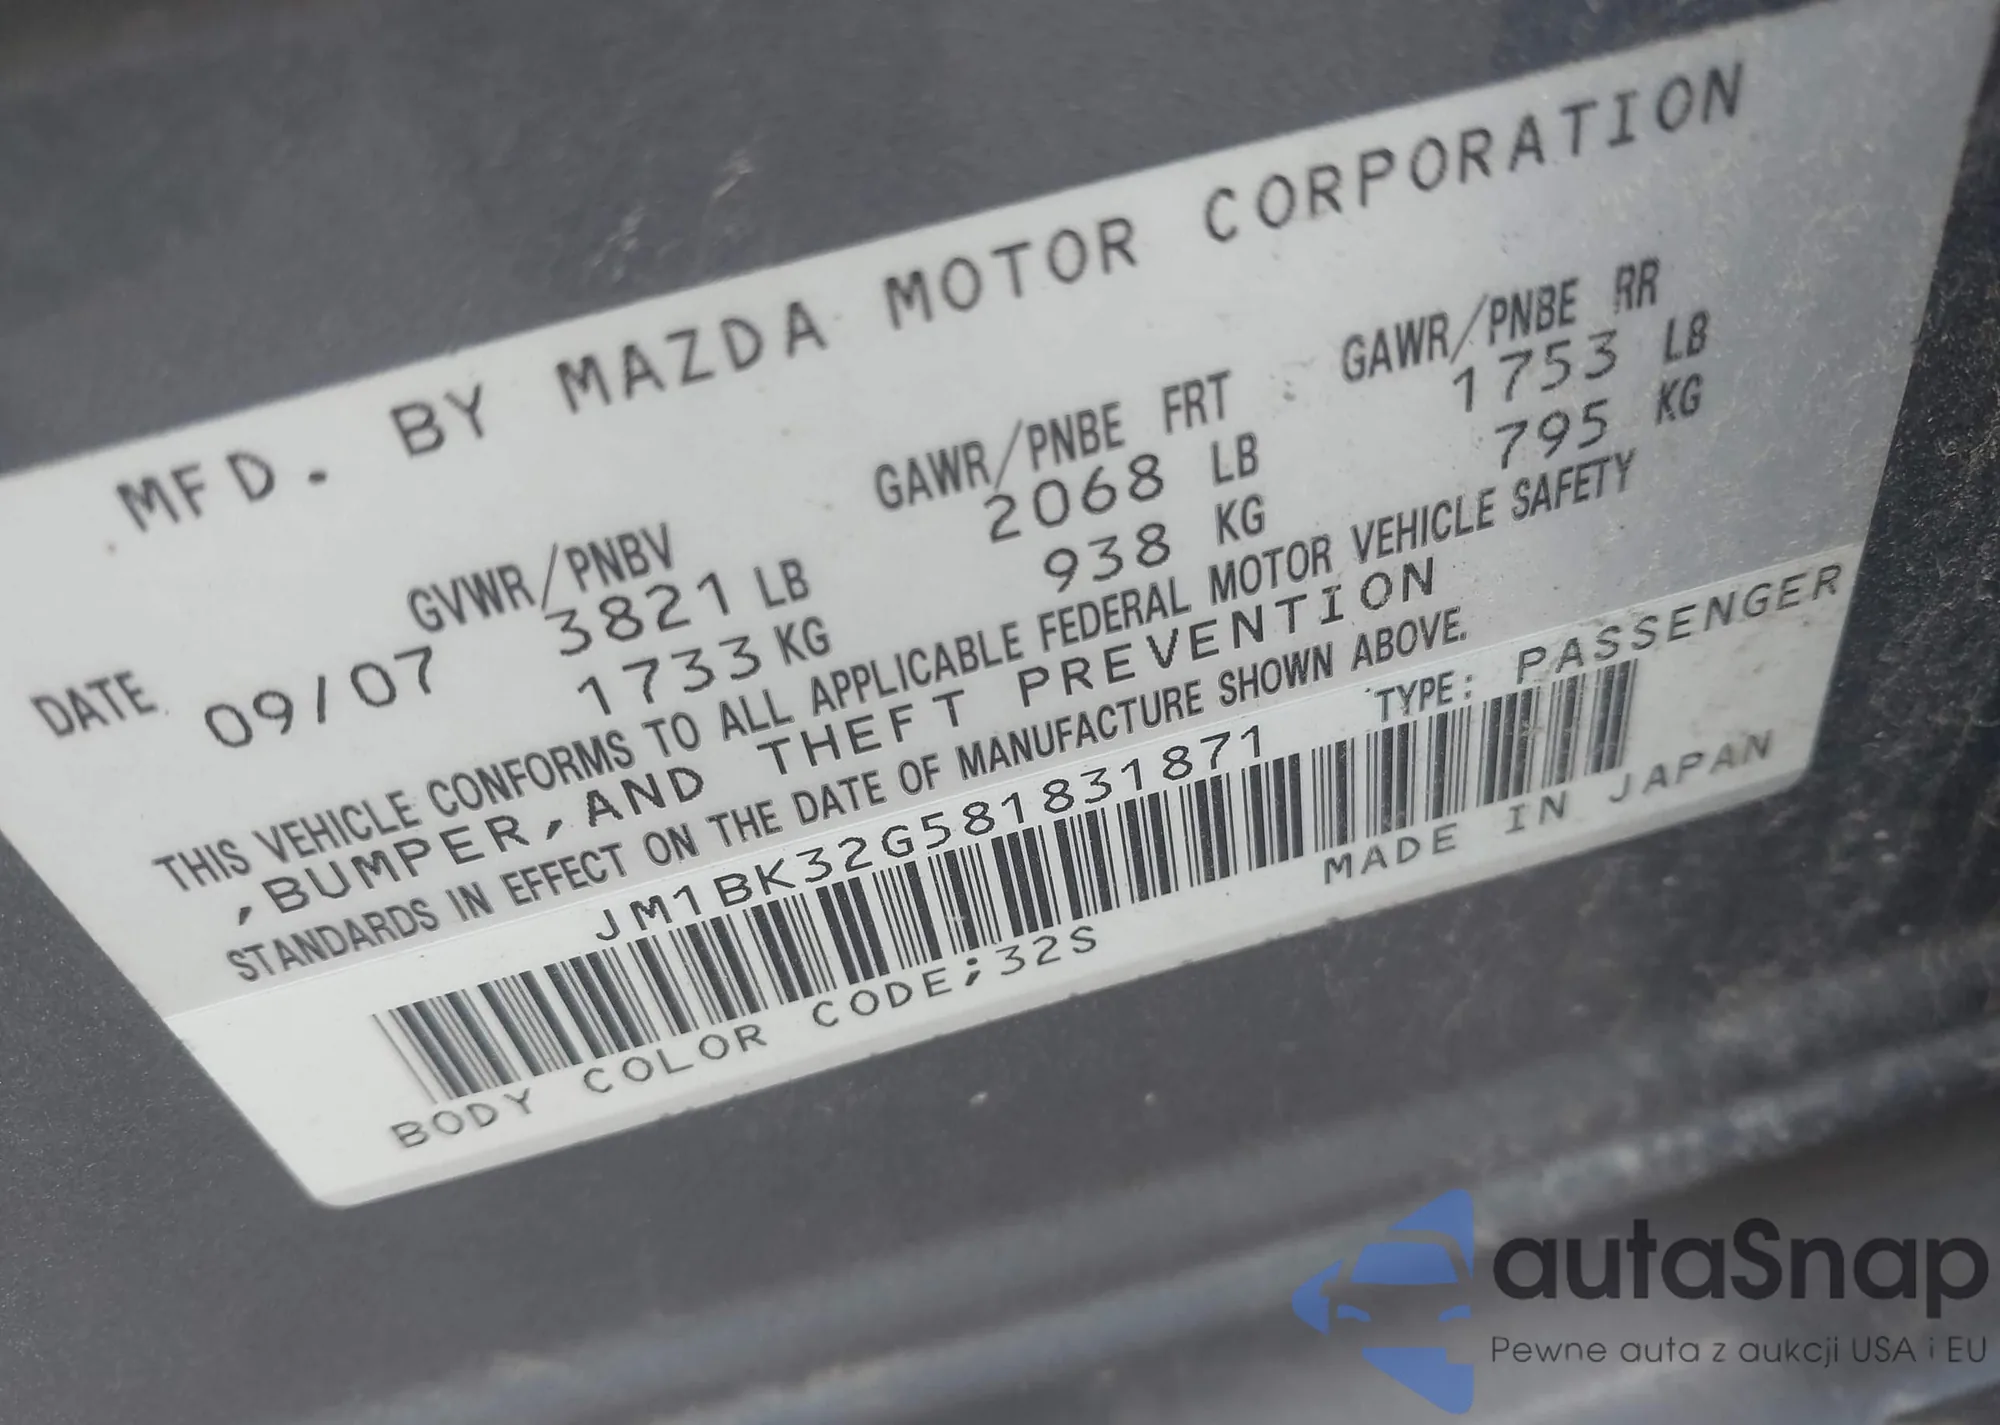 MFD. BY MAZDA MOTOR CORPORATION
GVWR/PNBV GAWR/PNBE FRT GAWR/PNBE RR
DATE 09/07 3821 LB 2068 LB 1753 LB
1733 KG 938 KG 795 KG
THIS VEHICLE CONFORMS TO ALL APPLICABLE FEDERAL MOTOR VEHICLE SAFETY
,BUMPER,AND THEFT PREVENTION
STANDARDS IN EFFECT ON THE DATE OF MANUFACTURE SHOWN ABOVE.
JM1BK32G581831871 TYPE: PASSENGER
BODY COLOR CODE;32S MADE IN JAPAN
autaSnap
Pewne auta z aukcji USA i EU